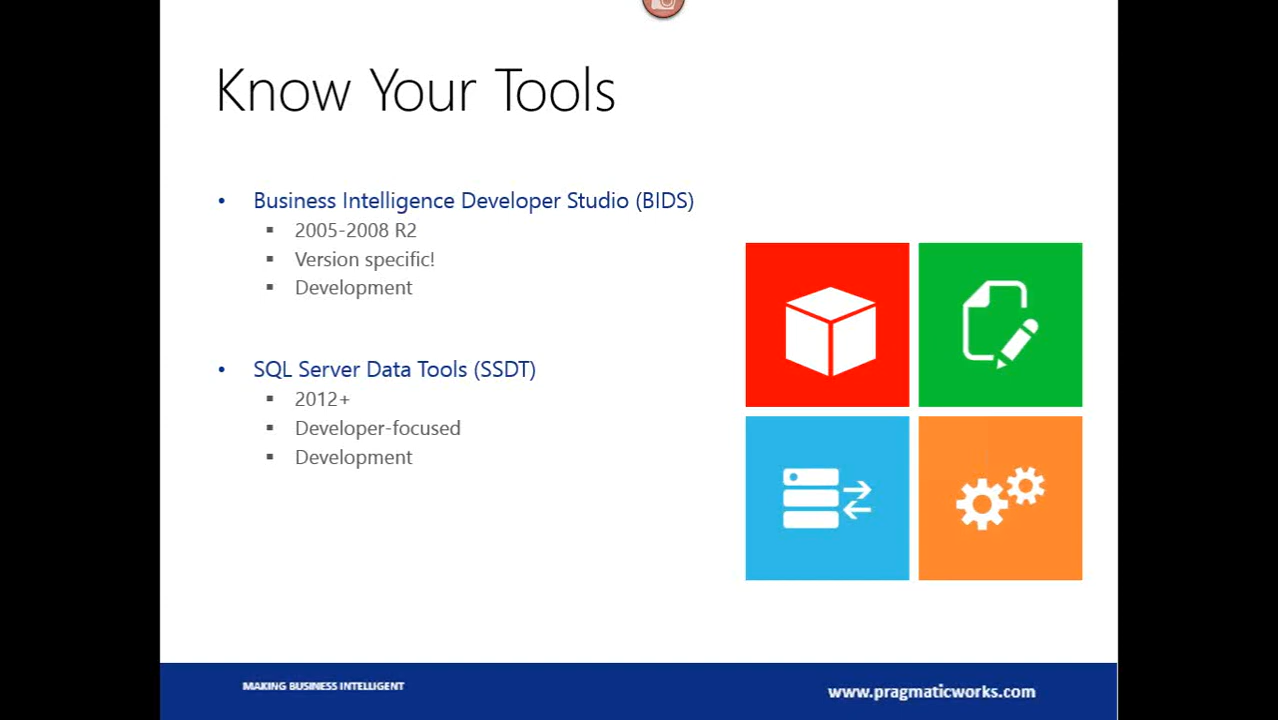 Know Your Tools
• Business Intelligence Developer Studio (BIDS)
▪ 2005-2008 R2
▪ Version specific!
▪ Development
• SQL Server Data Tools (SSDT)
▪ 2012+
▪ Developer-focused
▪ Development
MAKING BUSINESS INTELLIGENT
www.pragmaticworks.com